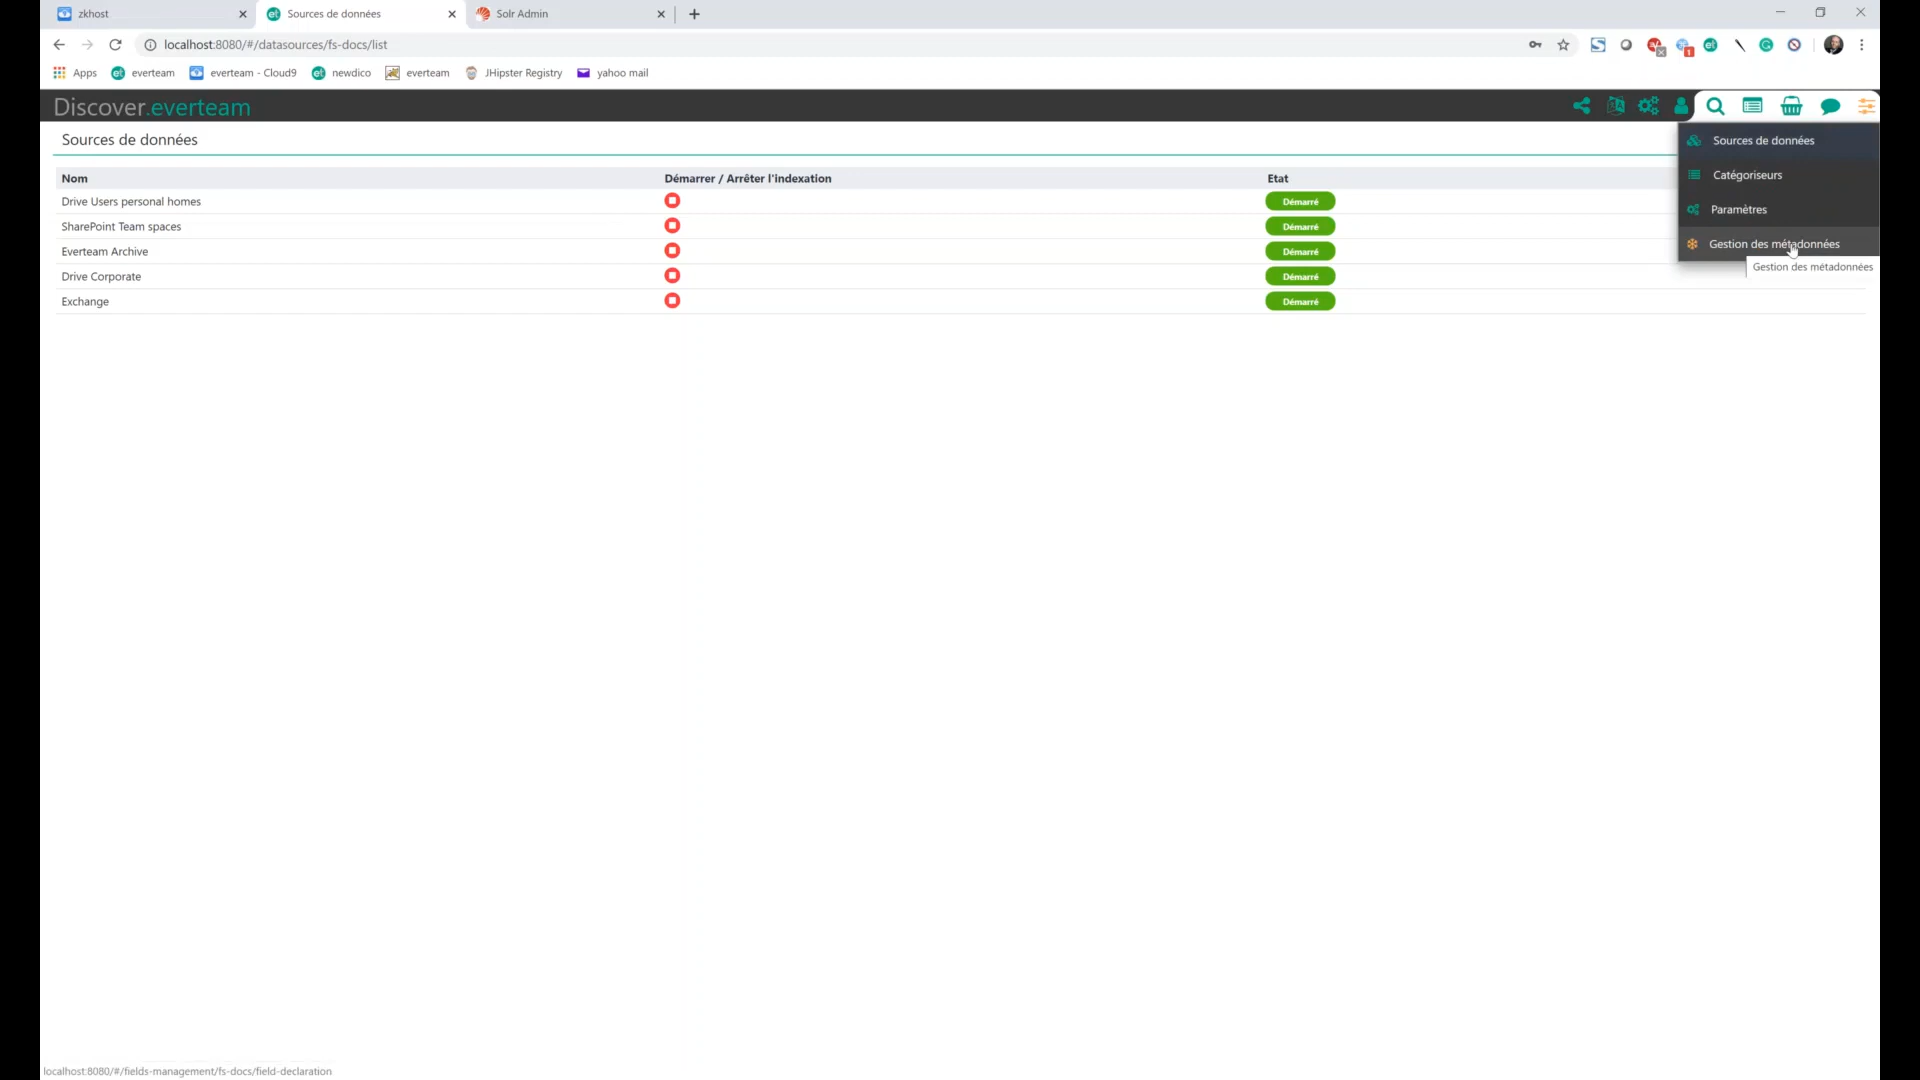 zkhost
Sources de données
Solr Admin
localhost:8080/#/datasources/fs-docs/list
1
Apps
everteam
everteam - Cloud9
newdico
everteam
JHipster Registry
yahoo mail
Discover.everteam
Sources de données
Nom
Démarrer / Arrêter l'indexation
Etat
Drive Users personal homes
Démarré
SharePoint Team spaces
Démarré
Everteam Archive
Démarré
Drive Corporate
Démarré
Exchange
Démarré
Sources de données
Catégoriseurs
Paramètres
Gestion des métadonnées
Gestion des métadonnées
localhost:8080/#/fields-management/fs-docs/field-declaration